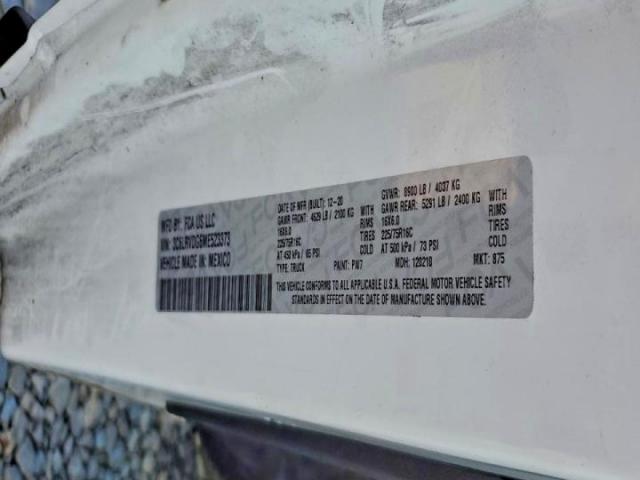 MFD BY: FCA US LLC
VEHICLE MADE IN: MEXICO
DATE OF MFR (BUILT): 12-20 GVWR: 8900 LB / 4037 KG
GAWR FRONT: 4629 LB / 2100 KG WITH GAWR REAR: 5291 LB / 2400 KG WITH
16X6.0 RIMS 16X6.0 RIMS
225/75R16C TIRES 225/75R16C TIRES
AT 450 kPa / 65 PSI COLD AT 500 kPa / 73 PSI COLD
TYPE: TRUCK PAINT: PW7 MDH: MKT: 875
THIS VEHICLE CONFORMS TO ALL APPLICABLE U.S.A. FEDERAL MOTOR VEHICLE SAFETY
STANDARDS IN EFFECT ON THE DATE OF MANUFACTURE SHOWN ABOVE.